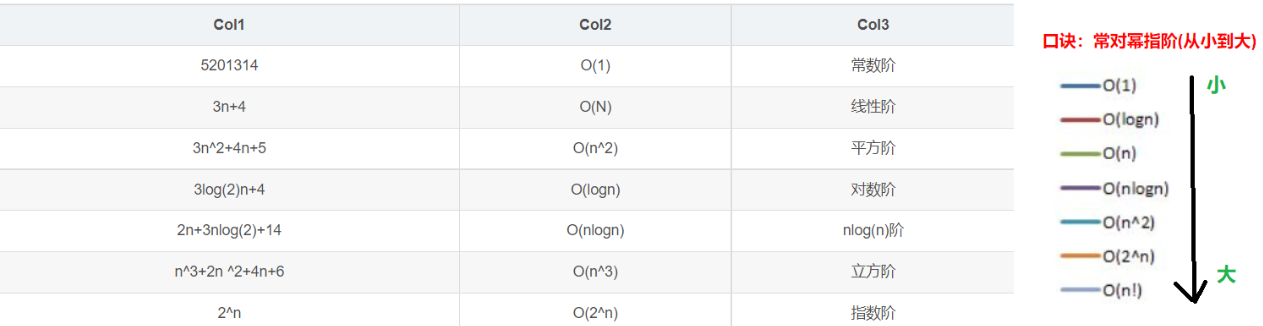 Col1 Col2 Col3
5201314 O(1) 常数阶
3n+4 O(N) 线性阶
3n^2+4n+5 O(n^2) 平方阶
3log(2)n+4 O(logn) 对数阶
2n+3nlog(2)+14 O(nlogn) nlog(n)阶
n^3+2n ^2+4n+6 O(n^3) 立方阶
2^n O(2^n) 指数阶
口诀：常对幂指阶(从小到大)
O(1) 小
O(logn)
O(n)
O(nlogn)
O(n^2)
O(2^n)
大
O(n!)